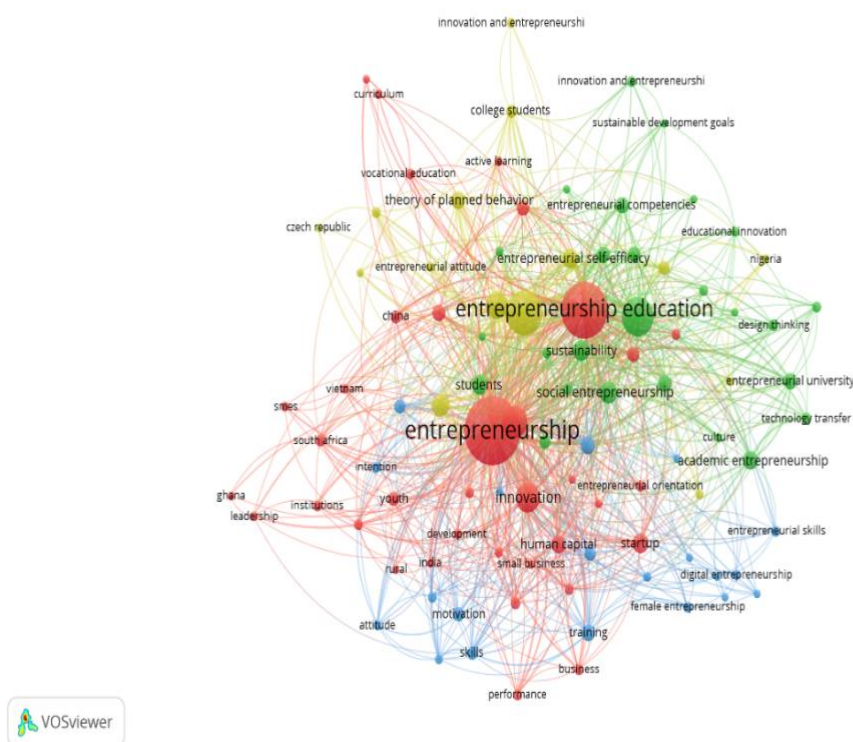 innovation and entrepreneurshi
innovation and entrepreneurshi
curriculum
college students
sustainable development goals
active learning
vocational education
theory of planned behavior
entrepreneurial competencies
czech republic
educational innovation
entrepreneurial self-efficacy
nigeria
entrepreneurial attitude
entrepreneurship education
china
design thinking
sustainability
students
entrepreneurial university
vietnam
social entrepreneurship
smes
technology transfer
entrepreneurship
south africa
culture
intention
academic entrepreneurship
entrepreneurial orientation
ghana
youth
innovation
institutions
leadership
entrepreneurial skills
development
human capital
startup
india
small business
rural
digital entrepreneurship
female entrepreneurship
motivation
attitude
training
skills
business
performance
VOSviewer